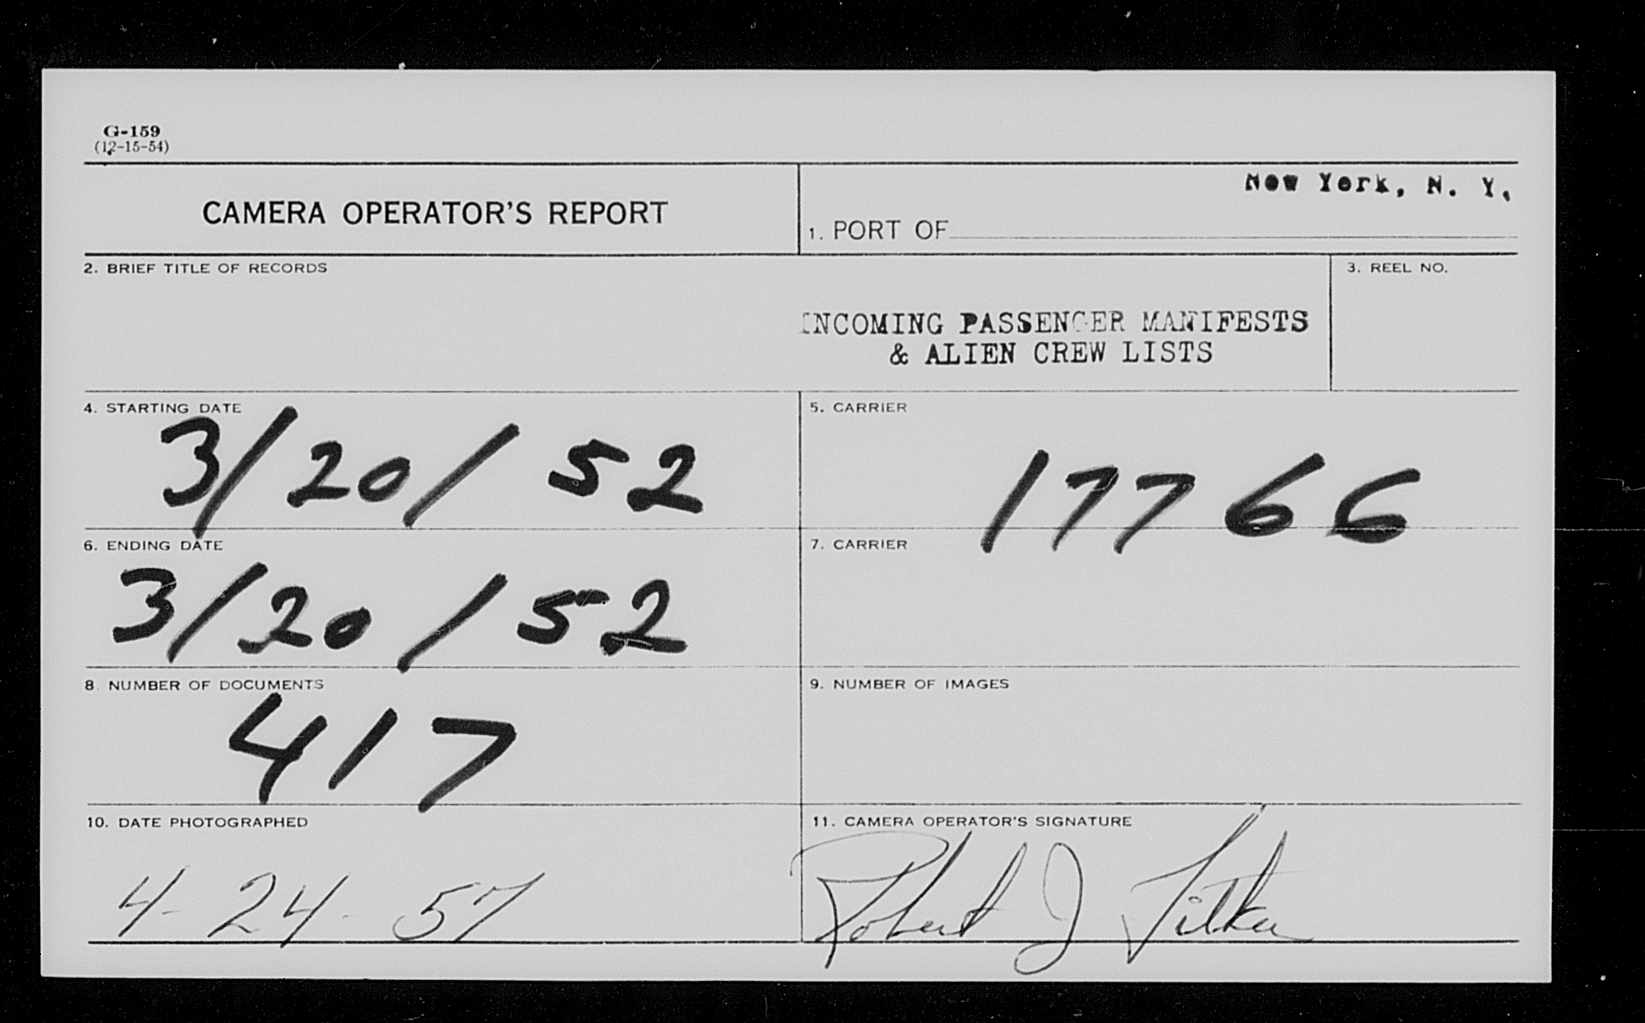 G-159
(12-15-54)
CAMERA OPERATOR'S REPORT
New York, N. Y.
1. PORT OF
2. BRIEF TITLE OF RECORDS
INCOMING PASSENGER MANIFESTS
& ALIEN CREW LISTS
3. REEL NO.
4. STARTING DATE
3/20/52
5. CARRIER
17766
6. ENDING DATE
3/20/52
7. CARRIER
8. NUMBER OF DOCUMENTS
417
9. NUMBER OF IMAGES
10. DATE PHOTOGRAPHED
4-24-57
11. CAMERA OPERATOR'S SIGNATURE
Robert J